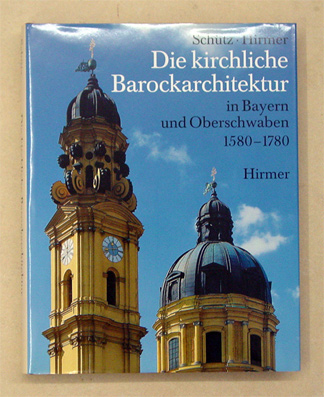 Schütz · Hirmer
Die kirchliche
Barockarchitektur
in Bayern
und Oberschwaben
1580–1780
Hirmer